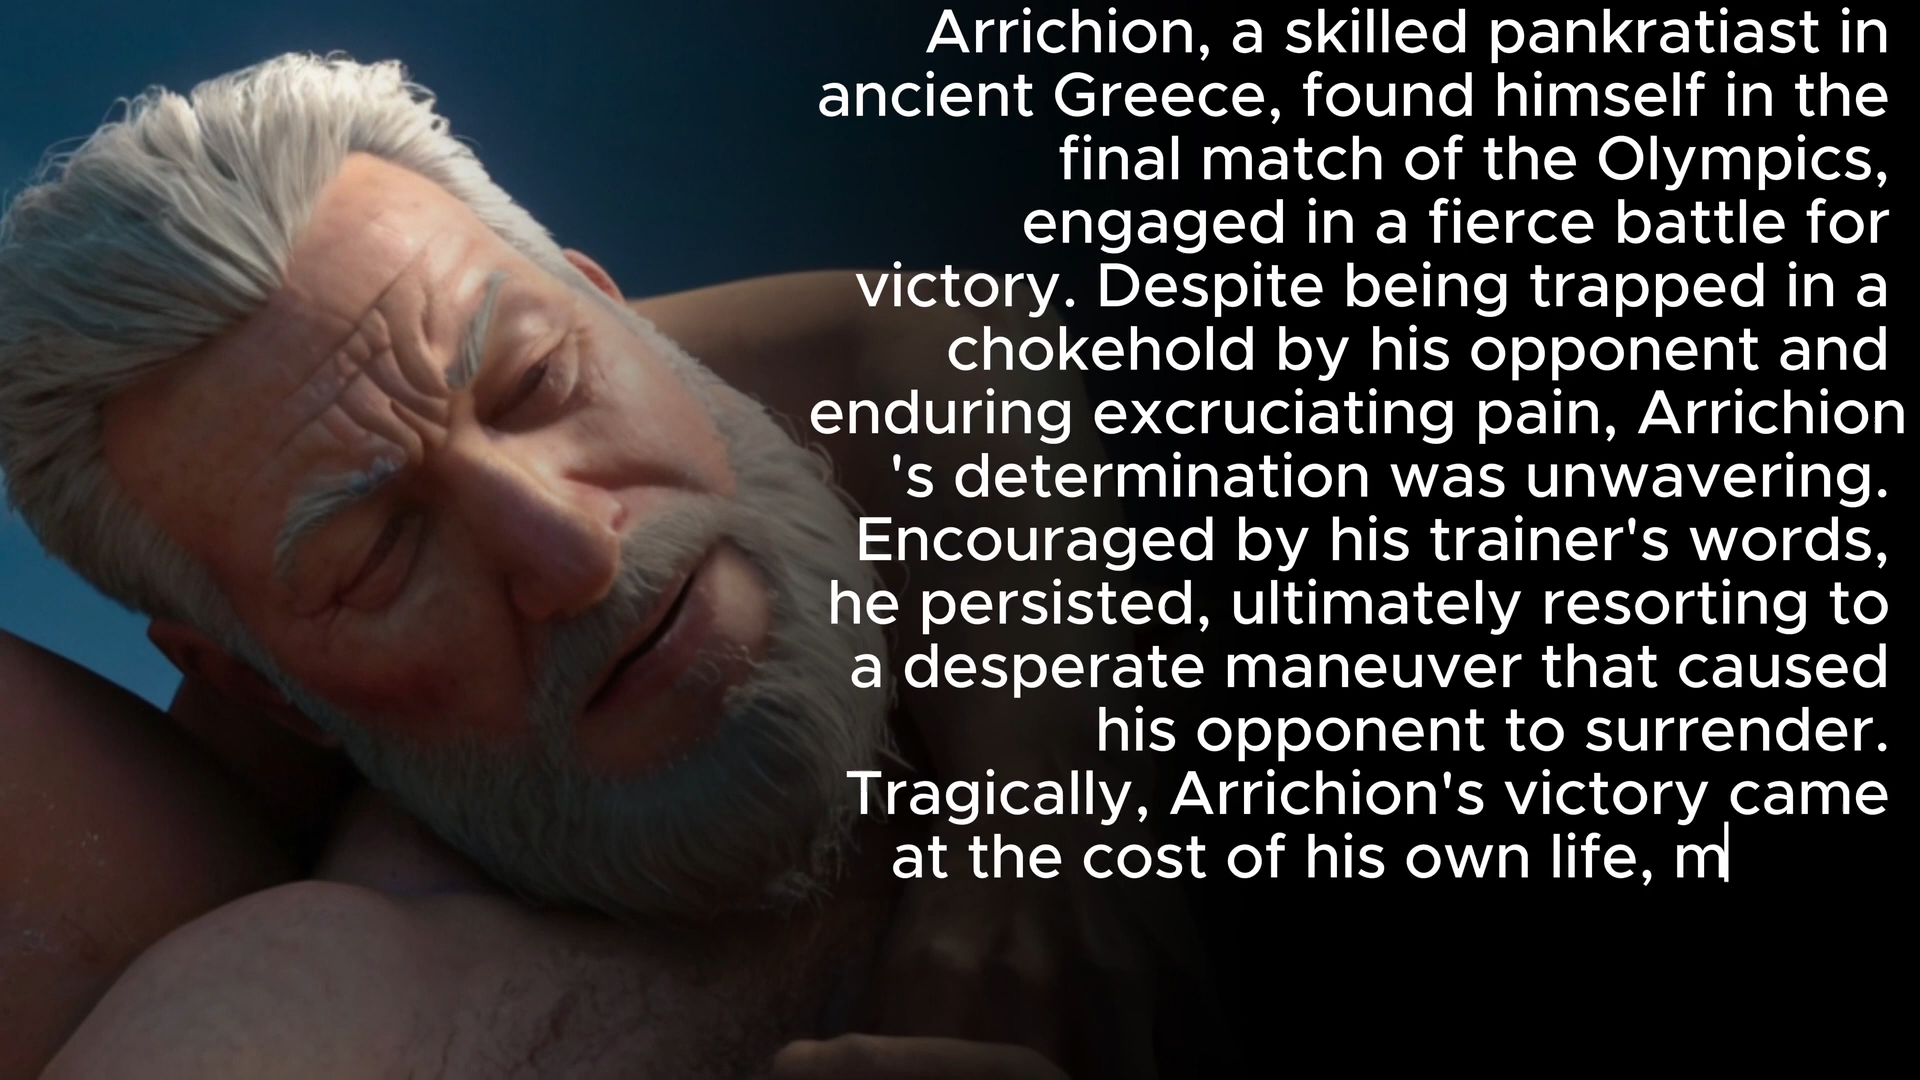 Arrichion, a skilled pankratiast in
ancient Greece, found himself in the
final match of the Olympics,
engaged in a fierce battle for
victory. Despite being trapped in a
chokehold by his opponent and
enduring excruciating pain, Arrichion
's determination was unwavering.
Encouraged by his trainer's words,
he persisted, ultimately resorting to
a desperate maneuver that caused
his opponent to surrender.
Tragically, Arrichion's victory came
at the cost of his own life, m